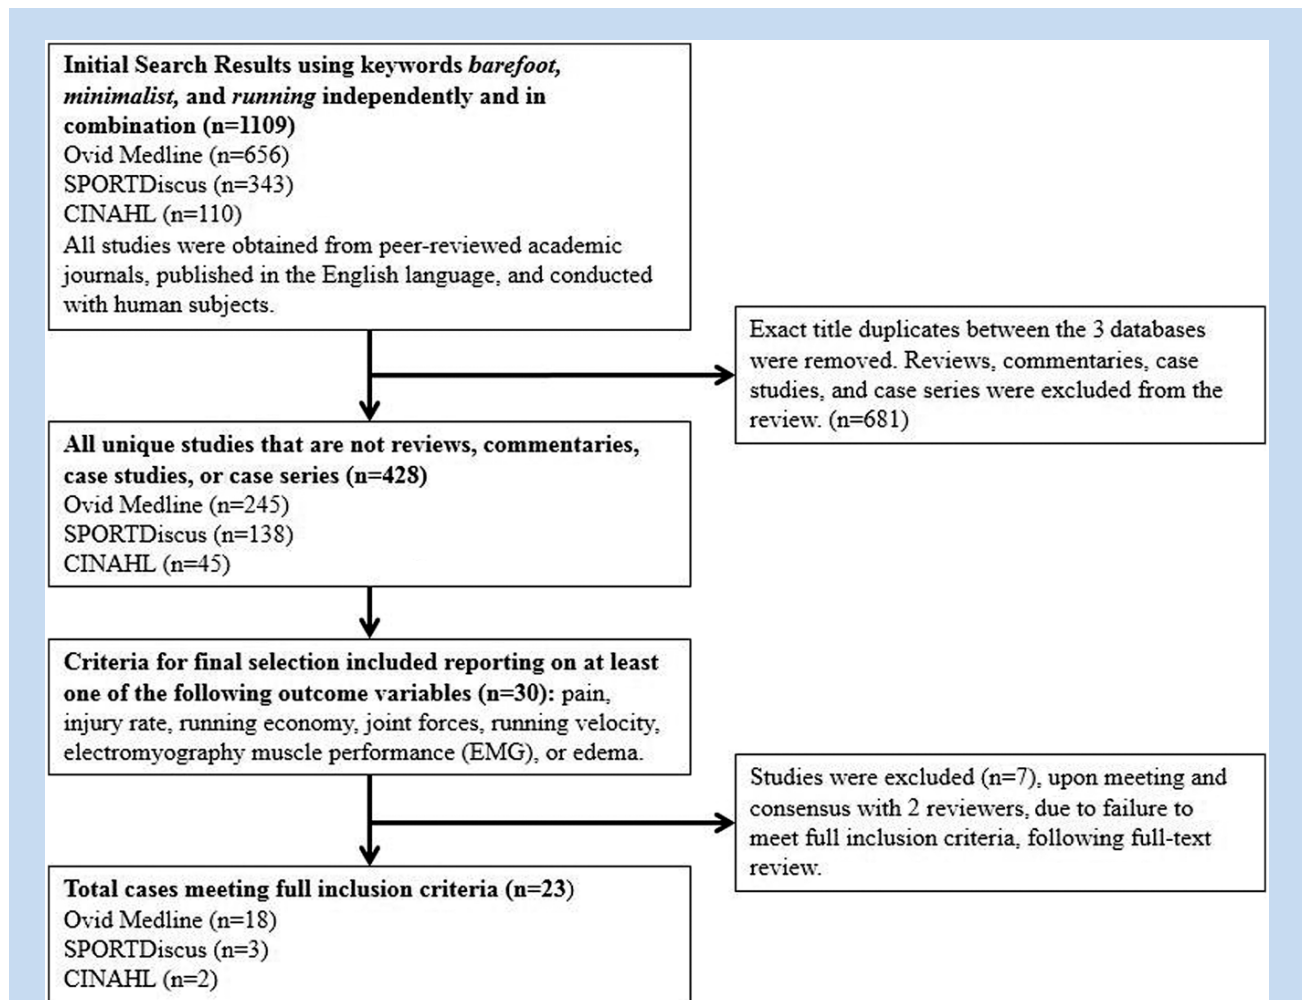 Initial Search Results using keywords barefoot,
minimalist, and running independently and in
combination (n=1109)
Ovid Medline (n=656)
SPORTDiscus (n=343)
CINAHL (n=110)
All studies were obtained from peer-reviewed academic
journals, published in the English language, and conducted
with human subjects.
Exact title duplicates between the 3 databases
were removed. Reviews, commentaries, case
studies, and case series were excluded from the
review. (n=681)
All unique studies that are not reviews, commentaries,
case studies, or case series (n=428)
Ovid Medline (n=245)
SPORTDiscus (n=138)
CINAHL (n=45)
Criteria for final selection included reporting on at least
one of the following outcome variables (n=30): pain,
injury rate, running economy, joint forces, running velocity,
electromyography muscle performance (EMG), or edema.
Studies were excluded (n=7), upon meeting and
consensus with 2 reviewers, due to failure to
meet full inclusion criteria, following full-text
review.
Total cases meeting full inclusion criteria (n=23)
Ovid Medline (n=18)
SPORTDiscus (n=3)
CINAHL (n=2)